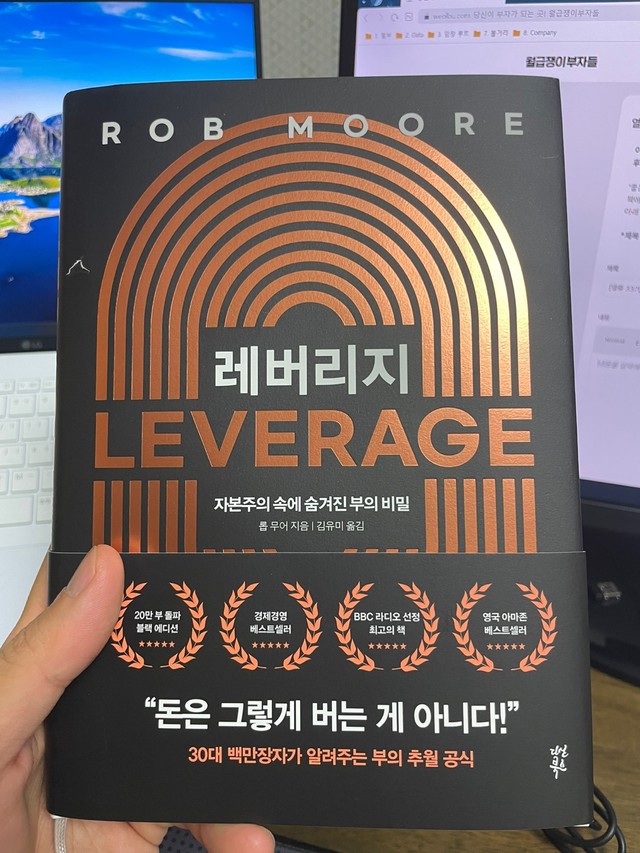 월급쟁이부자들
ROB MOORE
레버리지
LEVERAGE
자본주의 속에 숨겨진 부의 비밀
롭 무어 지음 | 김유미 옮김
20만 부 돌파
블랙 에디션
★★★★★
경제경영
베스트셀러
★★★★★
BBC 라디오 선정
최고의 책
★★★★★
영국 아마존
베스트셀러
★★★★★
“돈은 그렇게 버는 게 아니다!”
30대 백만장자가 알려주는 부의 추월 공식
다산북스
LG